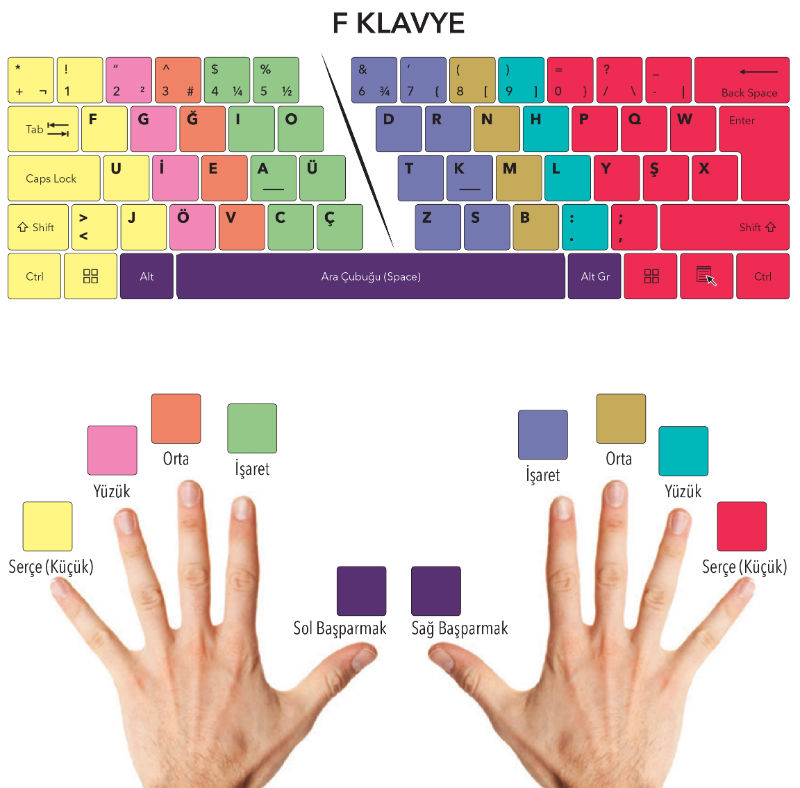 F KLAVYE
* ! " ^ $ % & ' ( ) = ? _
+ ¬ 1 2 ² 3 # 4 ¼ 5 ½ 6 ¾ 7 { 8 [ 9 ] 0 } / \ - | Back Space
Tab F G Ğ I O D R N H P Q W Enter
Caps Lock U İ E A Ü T K M L Y Ş X
Shift > < J Ö V C Ç Z S B : . ; , Shift
Ctrl Alt Ara Çubuğu (Space) Alt Gr Ctrl
Orta
İşaret
Yüzük
Serçe (Küçük)
Sol Başparmak
İşaret
Orta
Yüzük
Serçe (Küçük)
Sağ Başparmak